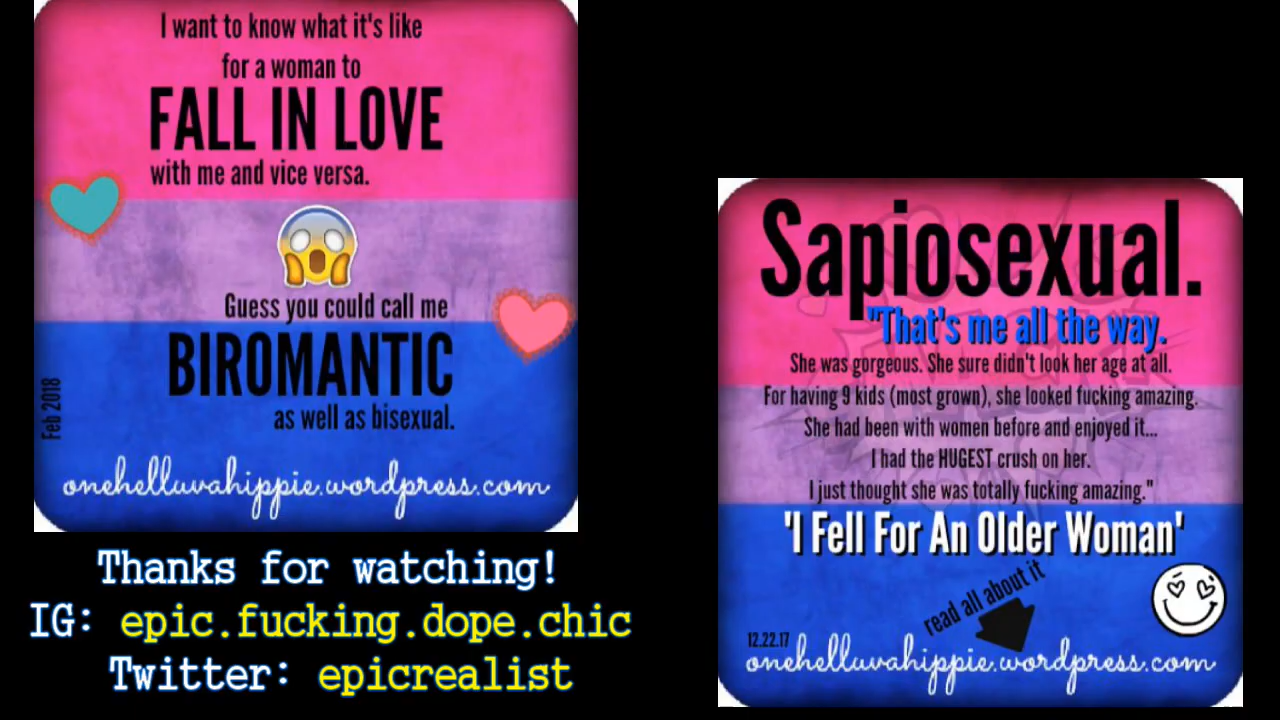 I want to know what it's like
for a woman to
FALL IN LOVE
with me and vice versa.
Guess you could call me
BIROMANTIC
as well as bisexual.
Feb 2018
onehelluvahippie.wordpress.com
Thanks for watching!
IG: epic.fucking.dope.chic
Twitter: epicrealist
Sapiosexual.
"That's me all the way.
She was gorgeous. She sure didn't look her age at all.
For having 9 kids (most grown), she looked fucking amazing.
She had been with women before and enjoyed it...
I had the HUGEST crush on her.
I just thought she was totally fucking amazing."
'I Fell For An Older Woman'
read all about it
12.22.17
onehelluvahippie.wordpress.com